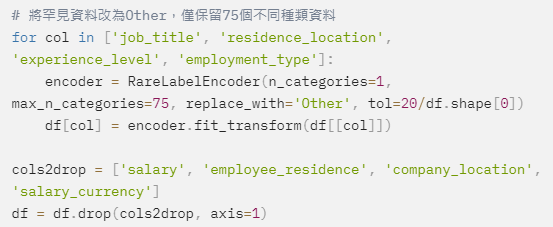 # 將罕見資料改為Other，僅保留75個不同種類資料
for col in ['job_title', 'residence_location',
'experience_level', 'employment_type']:
    encoder = RareLabelEncoder(n_categories=1,
max_n_categories=75, replace_with='Other', tol=20/df.shape[0])
    df[col] = encoder.fit_transform(df[[col]])

cols2drop = ['salary', 'employee_residence', 'company_location',
'salary_currency']
df = df.drop(cols2drop, axis=1)